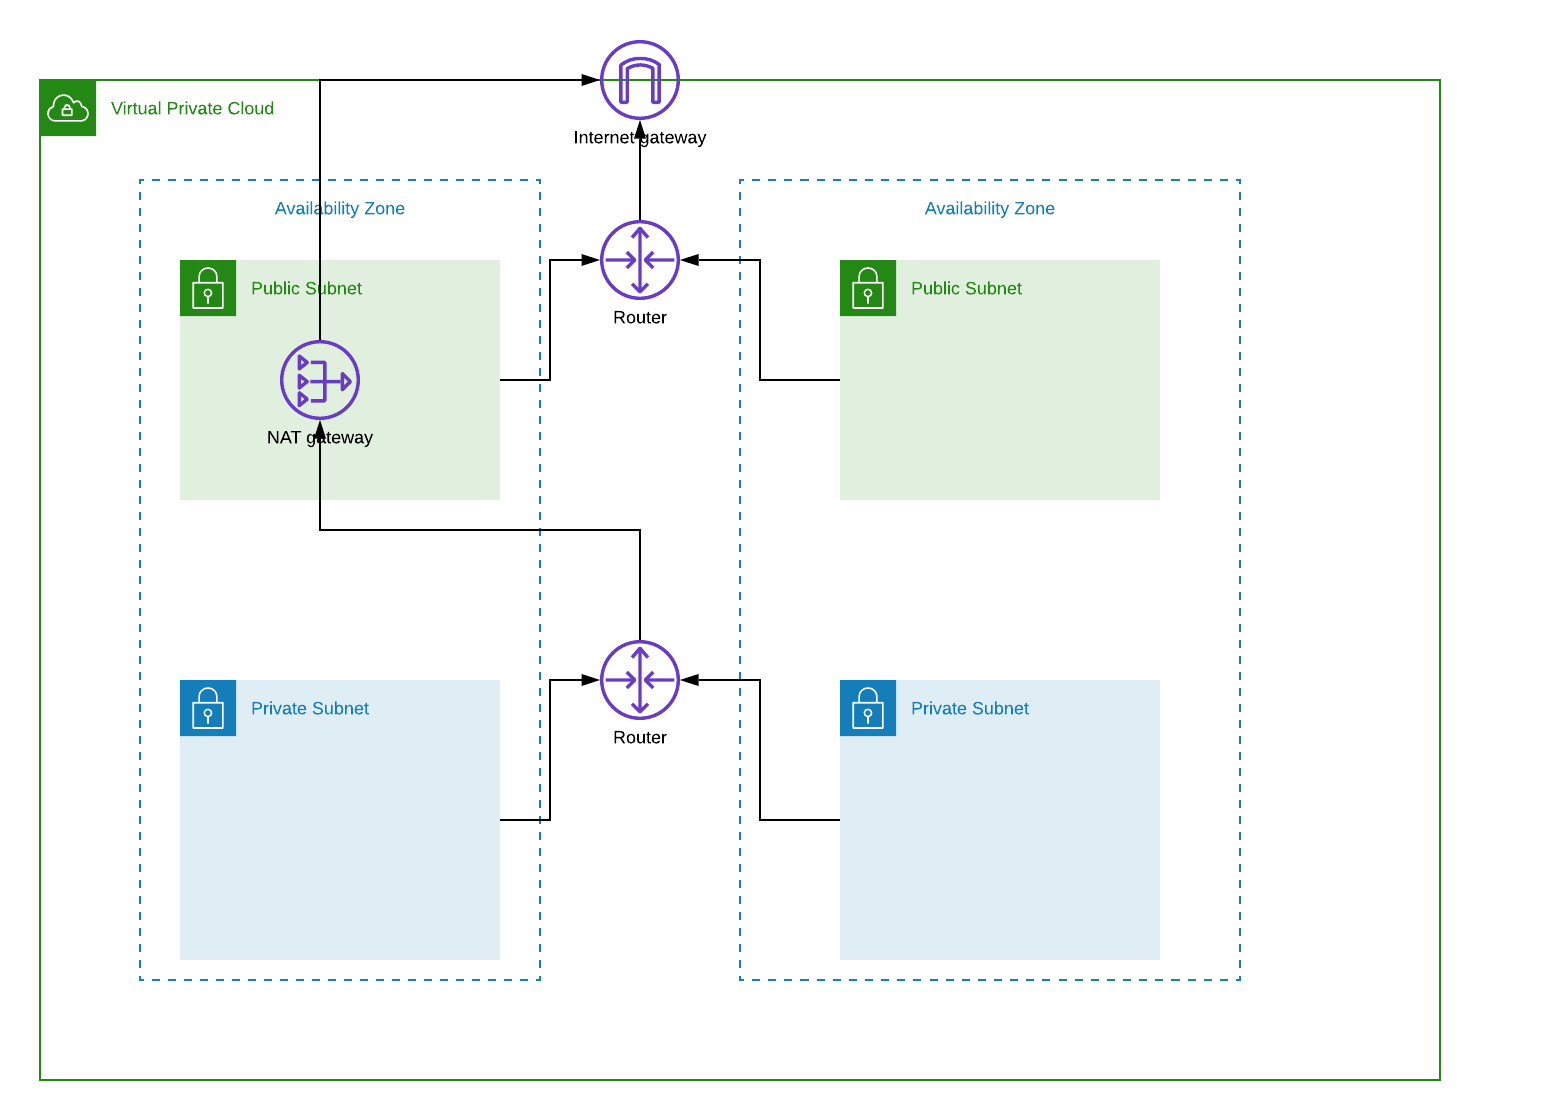 Virtual Private Cloud
Internet gateway
Availability Zone
Availability Zone
Public Subnet
Router
Public Subnet
NAT gateway
Private Subnet
Router
Private Subnet